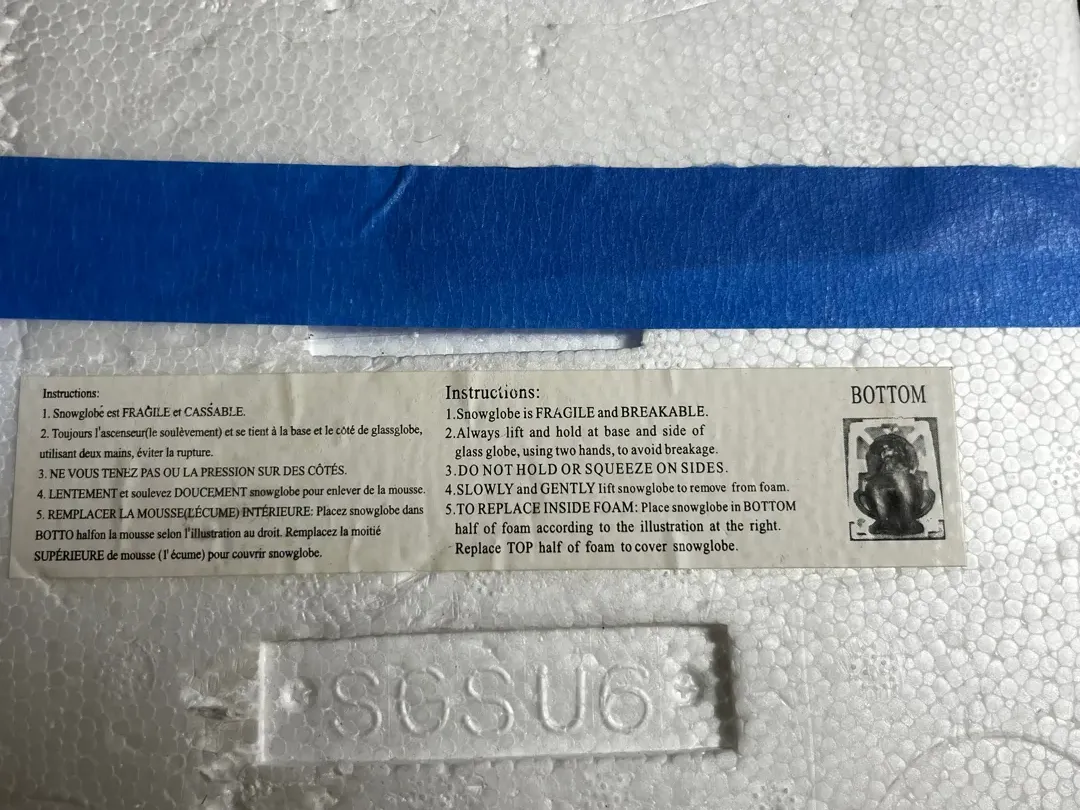 Instructions:
1. Snowglobe est FRAGILE et CASSABLE.
2. Toujours l'ascenseur(le soulèvement) et se tient à la base et le côté de glassglobe,
utilisant deux mains, éviter la rupture.
3. NE VOUS TENEZ PAS OU LA PRESSION SUR DES CÔTÉS.
4. LENTEMENT et soulevez DOUCEMENT snowglobe pour enlever de la mousse.
5. REMPLACER LA MOUSSE(LÉCUME) INTÉRIEURE: Placez snowglobe dans
BOTTO halfon la mousse selon l'illustration au droit. Remplacez la moitié
SUPÉRIEURE de mousse (l' écume) pour couvrir snowglobe.
Instructions:
1.Snowglobe is FRAGILE and BREAKABLE.
2.Always lift and hold at base and side of
glass globe, using two hands, to avoid breakage.
3.DO NOT HOLD OR SQUEEZE ON SIDES.
4.SLOWLY and GENTLY lift snowglobe to remove from foam.
5.TO REPLACE INSIDE FOAM: Place snowglobe in BOTTOM
half of foam according to the illustration at the right.
Replace TOP half of foam to cover snowglobe.
BOTTOM
SGSU6